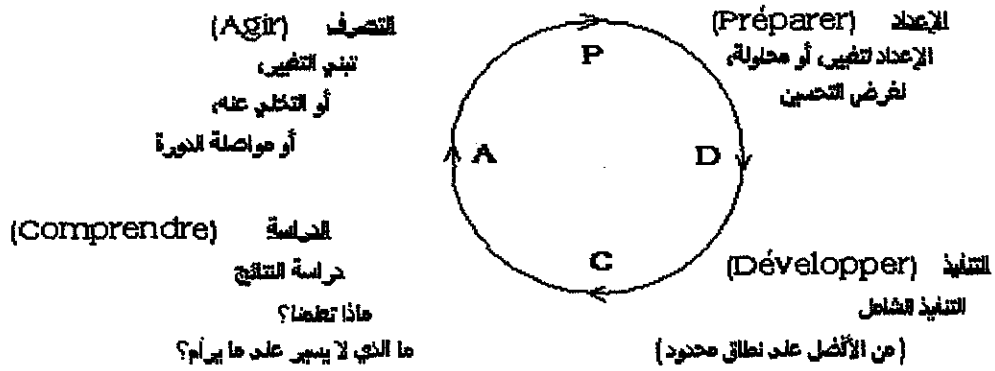 الإعداد (Préparer)
الإعداد لتغيير، أو محاولة،
لغرض التحسين
التنفيذ (Développer)
التنفيذ الشامل
(من الأفضل على نطاق محدود)
الدراسة (Comprendre)
دراسة النتائج
ماذا تعلمنا؟
ما الذي لا يسير على ما يرام؟
التصرف (Agir)
تبني التغيير،
أو التخلي عنه،
أو مواصلة الدورة
P
D
C
A